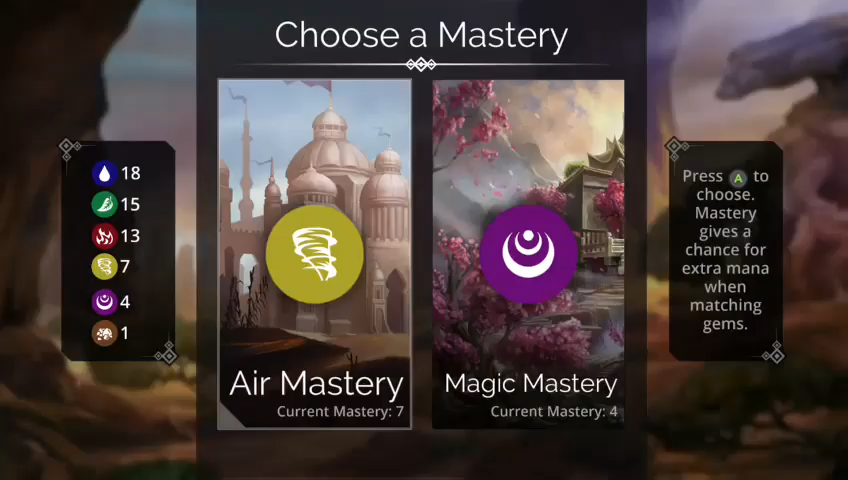 Choose a Mastery
18
15
13
7
4
1
Air Mastery
Current Mastery: 7
Magic Mastery
Current Mastery: 4
Press A to
choose.
Mastery
gives a
chance for
extra mana
when
matching
gems.